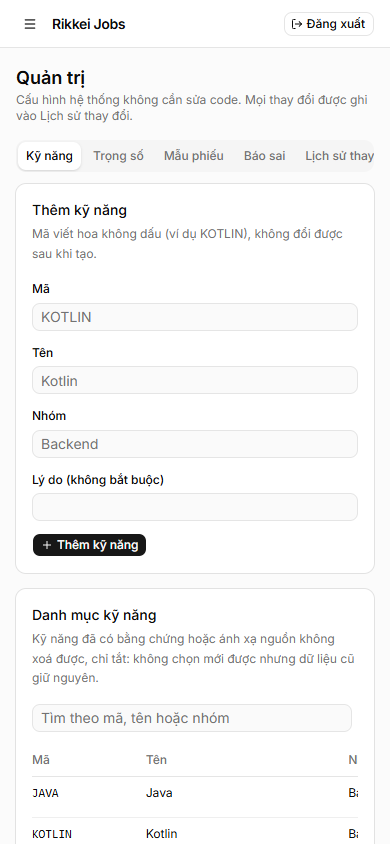 Rikkei Jobs
Đăng xuất
Quản trị
Cấu hình hệ thống không cần sửa code. Mọi thay đổi được ghi
vào Lịch sử thay đổi.
Kỹ năng Trọng số Mẫu phiếu Báo sai Lịch sử thay
Thêm kỹ năng
Mã viết hoa không dấu (ví dụ KOTLIN), không đổi được
sau khi tạo.
Mã
KOTLIN
Tên
Kotlin
Nhóm
Backend
Lý do (không bắt buộc)
+ Thêm kỹ năng
Danh mục kỹ năng
Kỹ năng đã có bằng chứng hoặc ánh xạ nguồn không
xoá được, chỉ tắt: không chọn mới được nhưng dữ liệu cũ
giữ nguyên.
Tìm theo mã, tên hoặc nhóm
Mã Tên N
JAVA Java Ba
KOTLIN Kotlin Ba